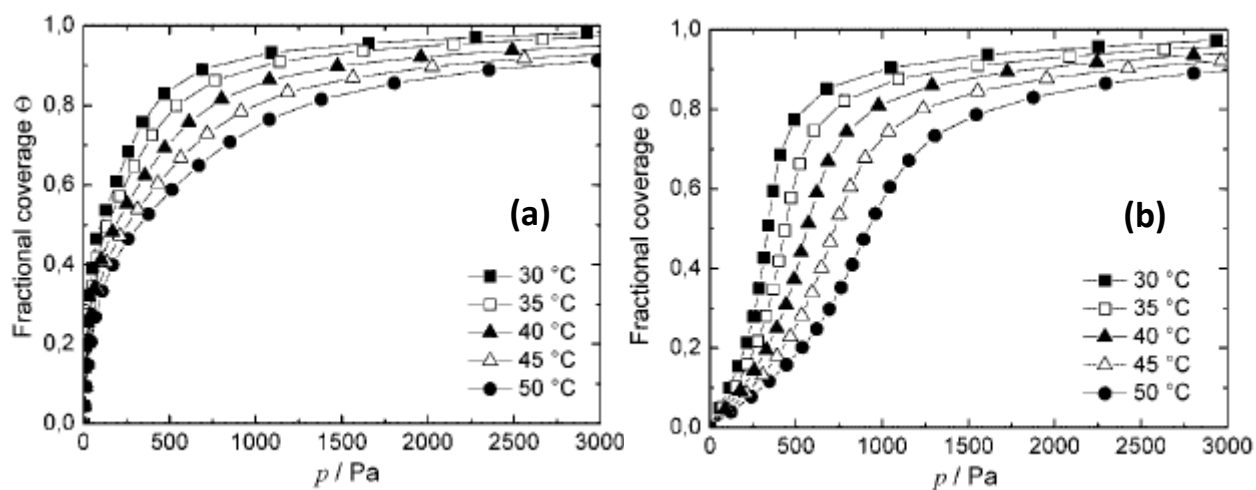 1,0
0,8
0,6
0,4
0,2
0,0
Fractional coverage Θ
(a)
30 °C
35 °C
40 °C
45 °C
50 °C
0 500 1000 1500 2000 2500 3000
p / Pa
1,0
0,8
0,6
0,4
0,2
0,0
Fractional coverage Θ
(b)
30 °C
35 °C
40 °C
45 °C
50 °C
0 500 1000 1500 2000 2500 3000
p / Pa